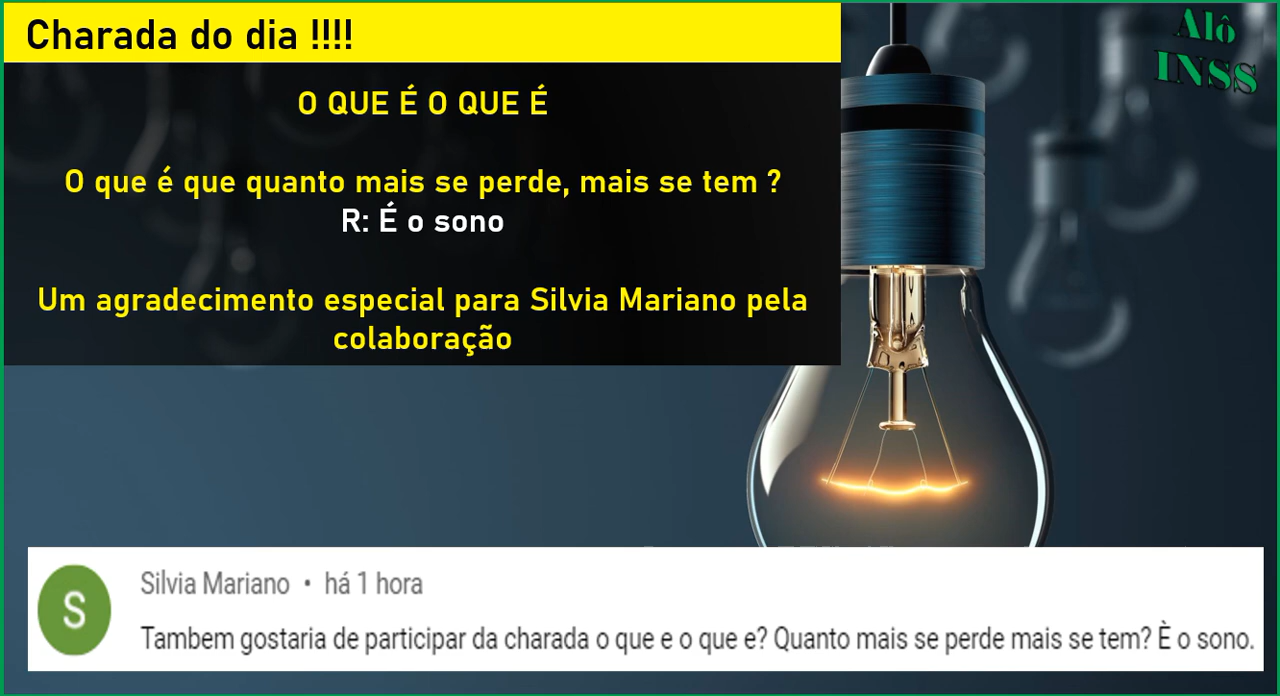 Charada do dia !!!!
Alô
INSS
O QUE É O QUE É
O que é que quanto mais se perde, mais se tem ?
R: É o sono
Um agradecimento especial para Silvia Mariano pela
colaboração
S
Silvia Mariano • há 1 hora
Tambem gostaria de participar da charada o que e o que e? Quanto mais se perde mais se tem? È o sono.